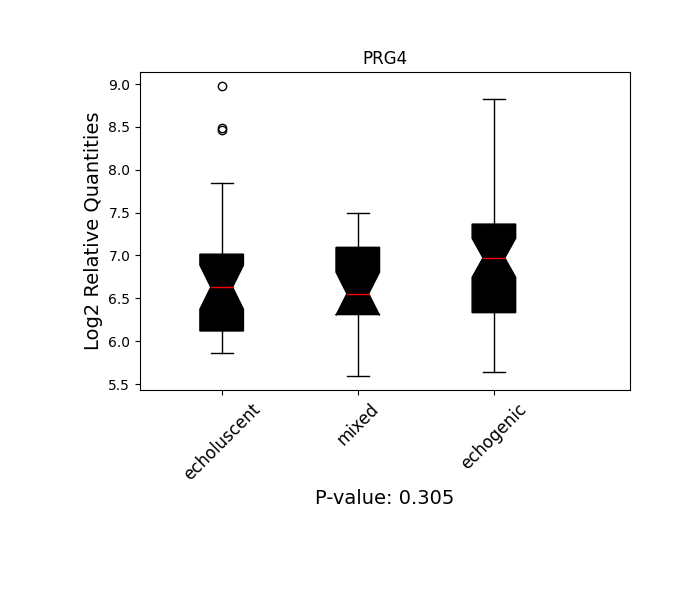 PRG4
Log2 Relative Quantities
9.0
8.5
8.0
7.5
7.0
6.5
6.0
5.5
echoluscent
mixed
echogenic
P-value: 0.305